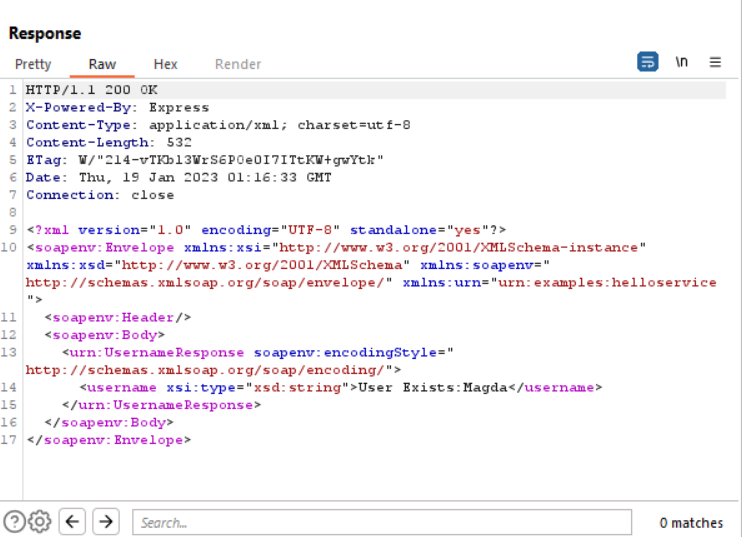 Response
Pretty Raw Hex Render \n
1 HTTP/1.1 200 OK
2 X-Powered-By: Express
3 Content-Type: application/xml; charset=utf-8
4 Content-Length: 532
5 ETag: W/"214-vTKbl3WrS6P0e0I7ITtKW+gwYtk"
6 Date: Thu, 19 Jan 2023 01:16:33 GMT
7 Connection: close
8
9 <?xml version="1.0" encoding="UTF-8" standalone="yes"?>
10 <soapenv:Envelope xmlns:xsi="http://www.w3.org/2001/XMLSchema-instance"
xmlns:xsd="http://www.w3.org/2001/XMLSchema" xmlns:soapenv="
http://schemas.xmlsoap.org/soap/envelope/" xmlns:urn="urn:examples:helloservice
">
11 <soapenv:Header/>
12 <soapenv:Body>
13 <urn:UsernameResponse soapenv:encodingStyle="
http://schemas.xmlsoap.org/soap/encoding/">
14 <username xsi:type="xsd:string">User Exists:Magda</username>
15 </urn:UsernameResponse>
16 </soapenv:Body>
17 </soapenv:Envelope>
Search... 0 matches